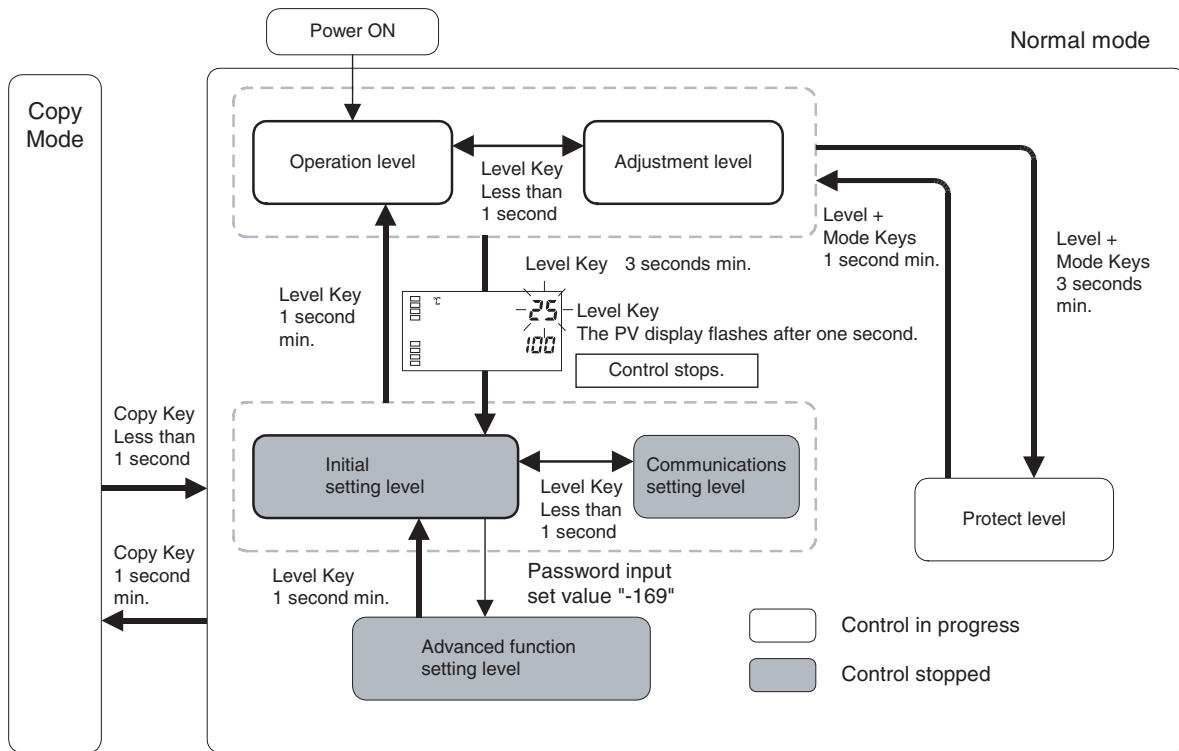 Power ON
Normal mode
Copy
Mode
Operation level
Adjustment level
Level Key
Less than
1 second
Level +
Mode Keys
1 second min.
Level +
Mode Keys
3 seconds
min.
Level Key 3 seconds min.
Level Key
1 second
min.
℃
25
100
Level Key
The PV display flashes after one second.
Control stops.
Copy Key
Less than
1 second
Initial
setting level
Level Key
Less than
1 second
Communications
setting level
Protect level
Copy Key
1 second
min.
Level Key
1 second min.
Password input
set value "-169"
Advanced function
setting level
Control in progress
Control stopped